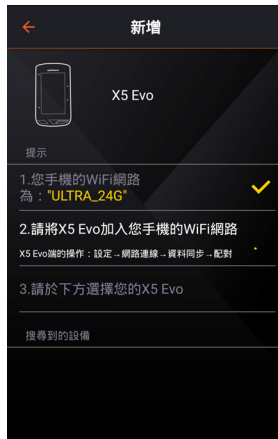 新增
X5 Evo
提示
1.您手機的WiFi網路
為："ULTRA_24G"
2.請將X5 Evo加入您手機的WiFi網路
X5 Evo端的操作：設定→網路連線→資料同步→配對
3.請於下方選擇您的X5 Evo
搜尋到的設備